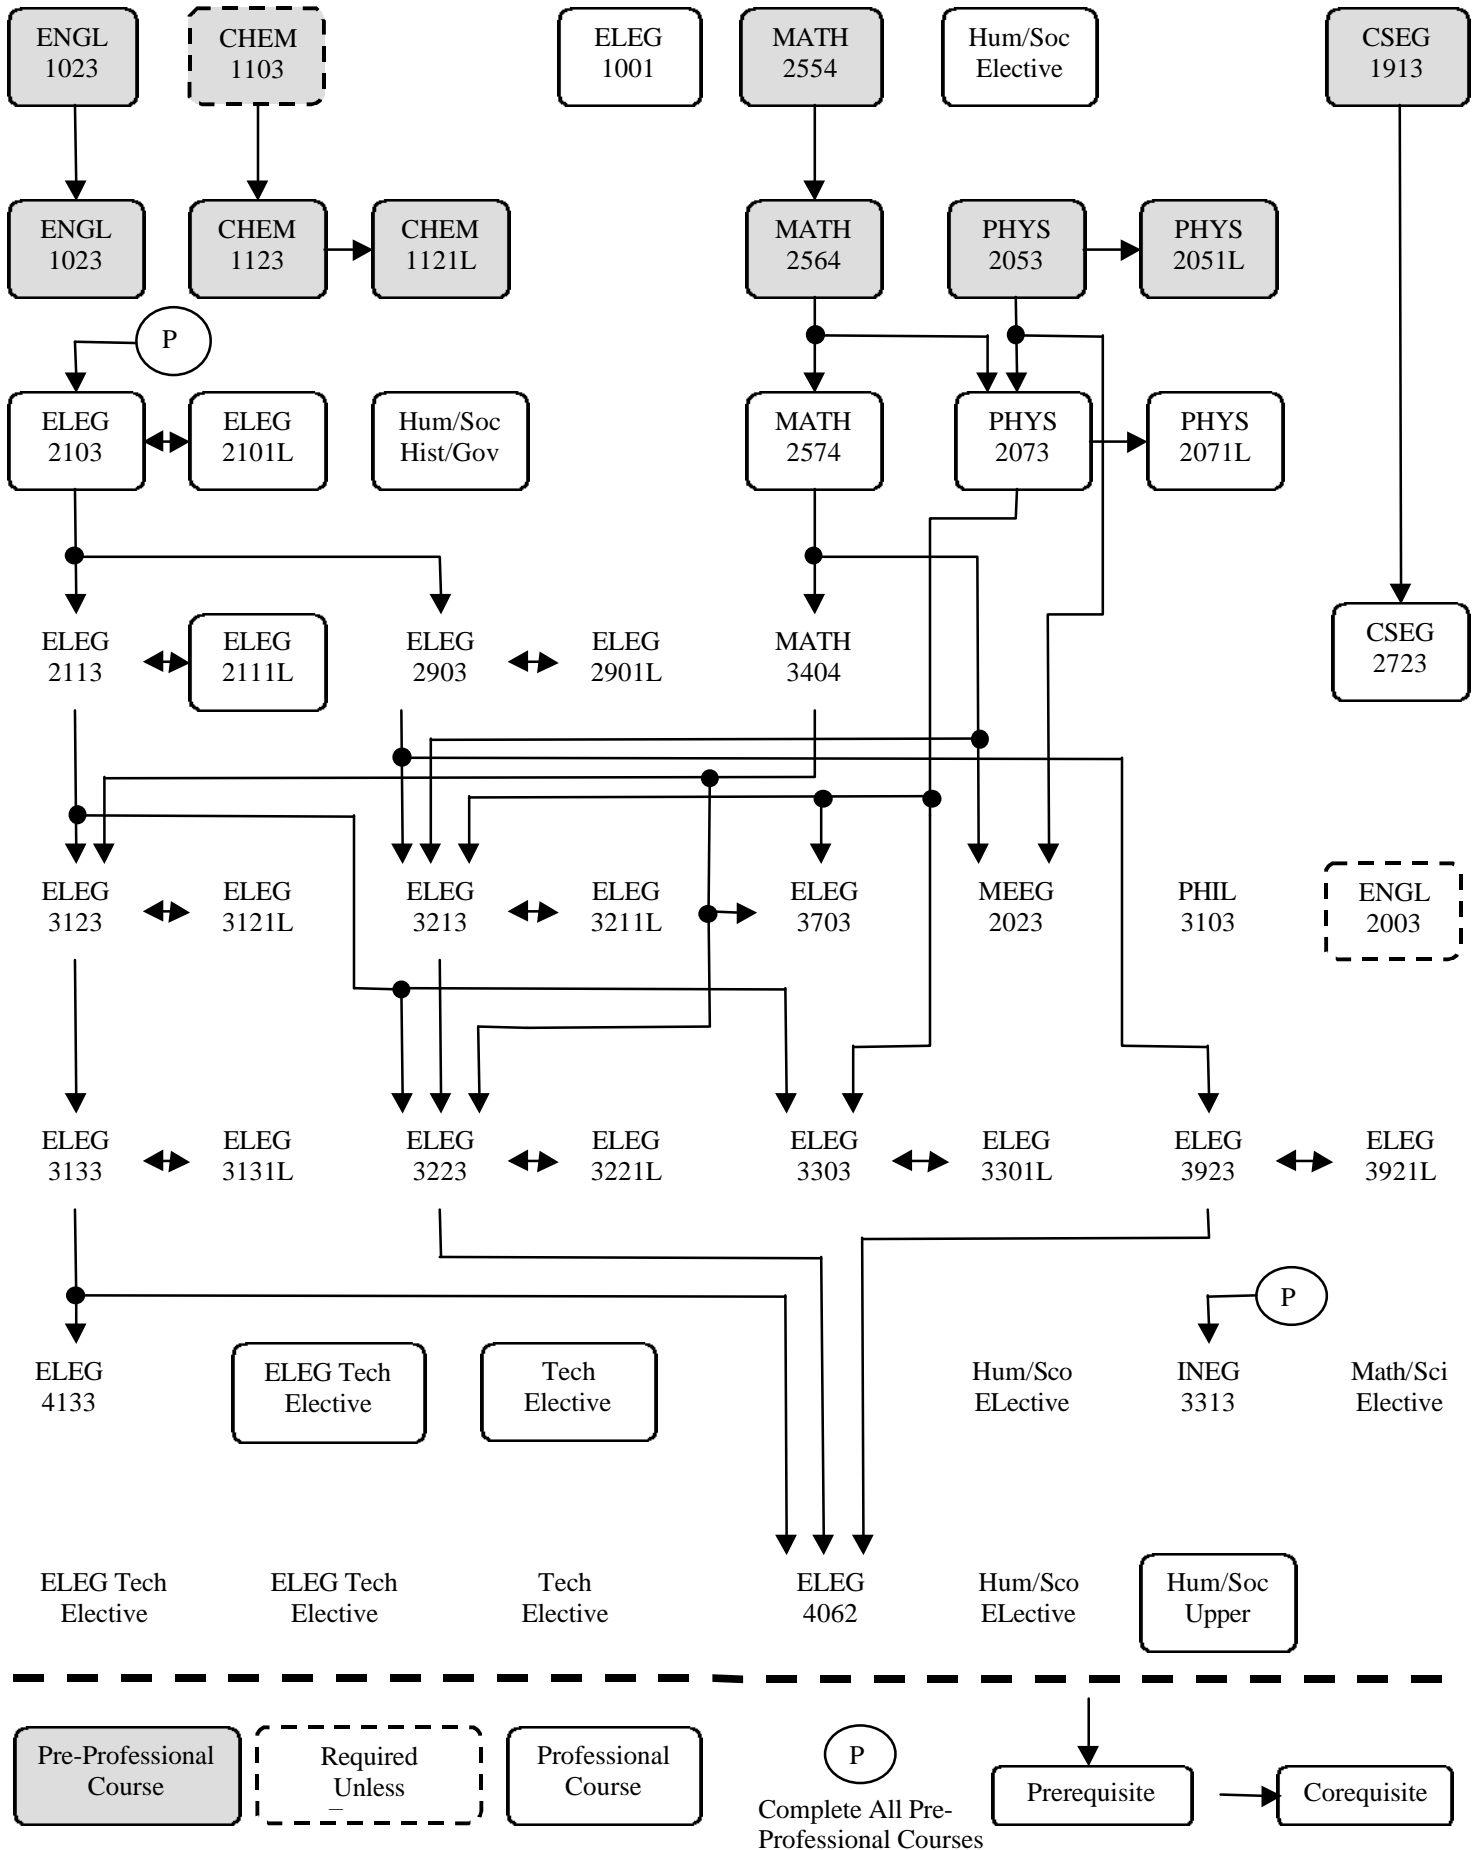 ENGL
1023
CHEM
1103
ELEG
1001
MATH
2554
Hum/Soc
Elective
CSEG
1913
ENGL
1023
CHEM
1123
CHEM
1121L
MATH
2564
PHYS
2053
PHYS
2051L
P
ELEG
2103
ELEG
2101L
Hum/Soc
Hist/Gov
MATH
2574
PHYS
2073
PHYS
2071L
ELEG
2113
ELEG
2111L
ELEG
2903
ELEG
2901L
MATH
3404
CSEG
2723
ELEG
3123
ELEG
3121L
ELEG
3213
ELEG
3211L
ELEG
3703
MEEG
2023
PHIL
3103
ENGL
2003
ELEG
3133
ELEG
3131L
ELEG
3223
ELEG
3221L
ELEG
3303
ELEG
3301L
ELEG
3923
ELEG
3921L
P
ELEG
4133
ELEG Tech
Elective
Tech
Elective
Hum/Sco
ELective
INEG
3313
Math/Sci
Elective
ELEG Tech
Elective
ELEG Tech
Elective
Tech
Elective
ELEG
4062
Hum/Sco
ELective
Hum/Soc
Upper
Pre-Professional
Course
Required
Unless
Professional
Course
P
Complete All Pre-
Professional Courses
Prerequisite
Corequisite